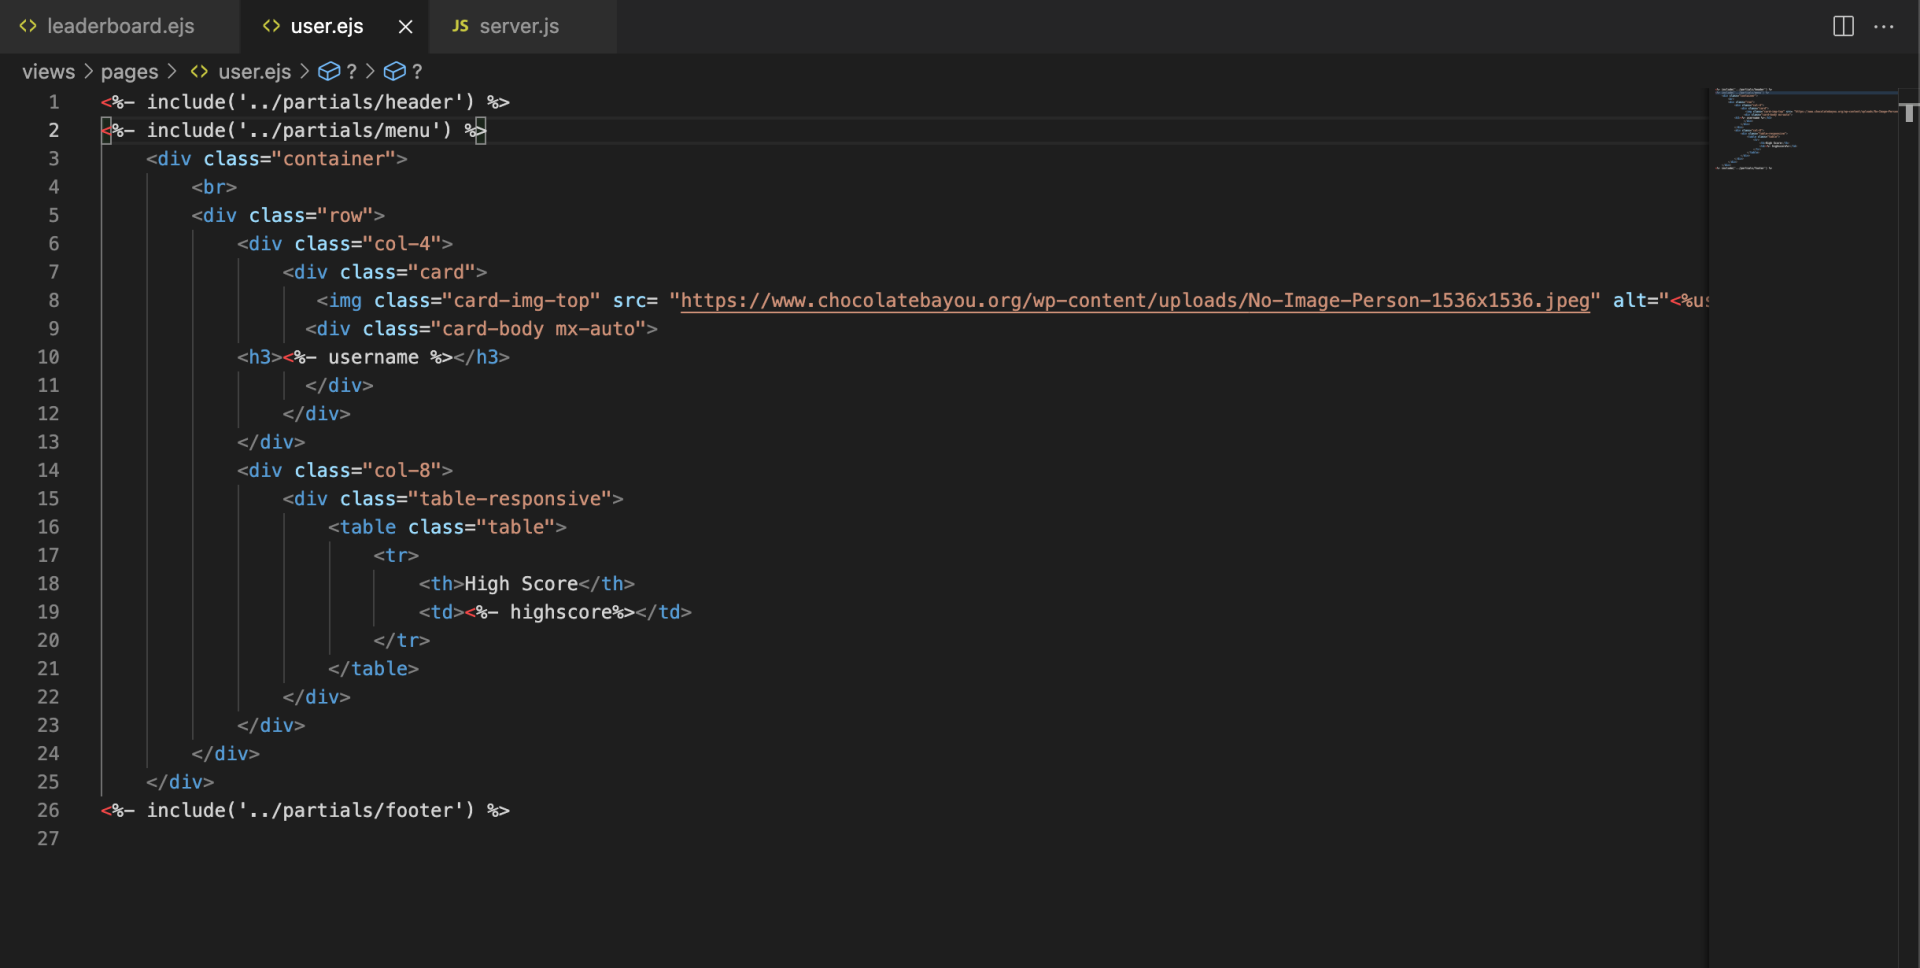 leaderboard.ejs user.ejs JS server.js
views > pages > user.ejs > ? > ?
1 <%- include('../partials/header') %>
2 <%- include('../partials/menu') %>
3 <div class="container">
4 <br>
5 <div class="row">
6 <div class="col-4">
7 <div class="card">
8 <img class="card-img-top" src= "https://www.chocolatebayou.org/wp-content/uploads/No-Image-Person-1536x1536.jpeg" alt="<%us
9 <div class="card-body mx-auto">
10 <h3><%- username %></h3>
11 </div>
12 </div>
13 </div>
14 <div class="col-8">
15 <div class="table-responsive">
16 <table class="table">
17 <tr>
18 <th>High Score</th>
19 <td><%- highscore%></td>
20 </tr>
21 </table>
22 </div>
23 </div>
24 </div>
25 </div>
26 <%- include('../partials/footer') %>
27